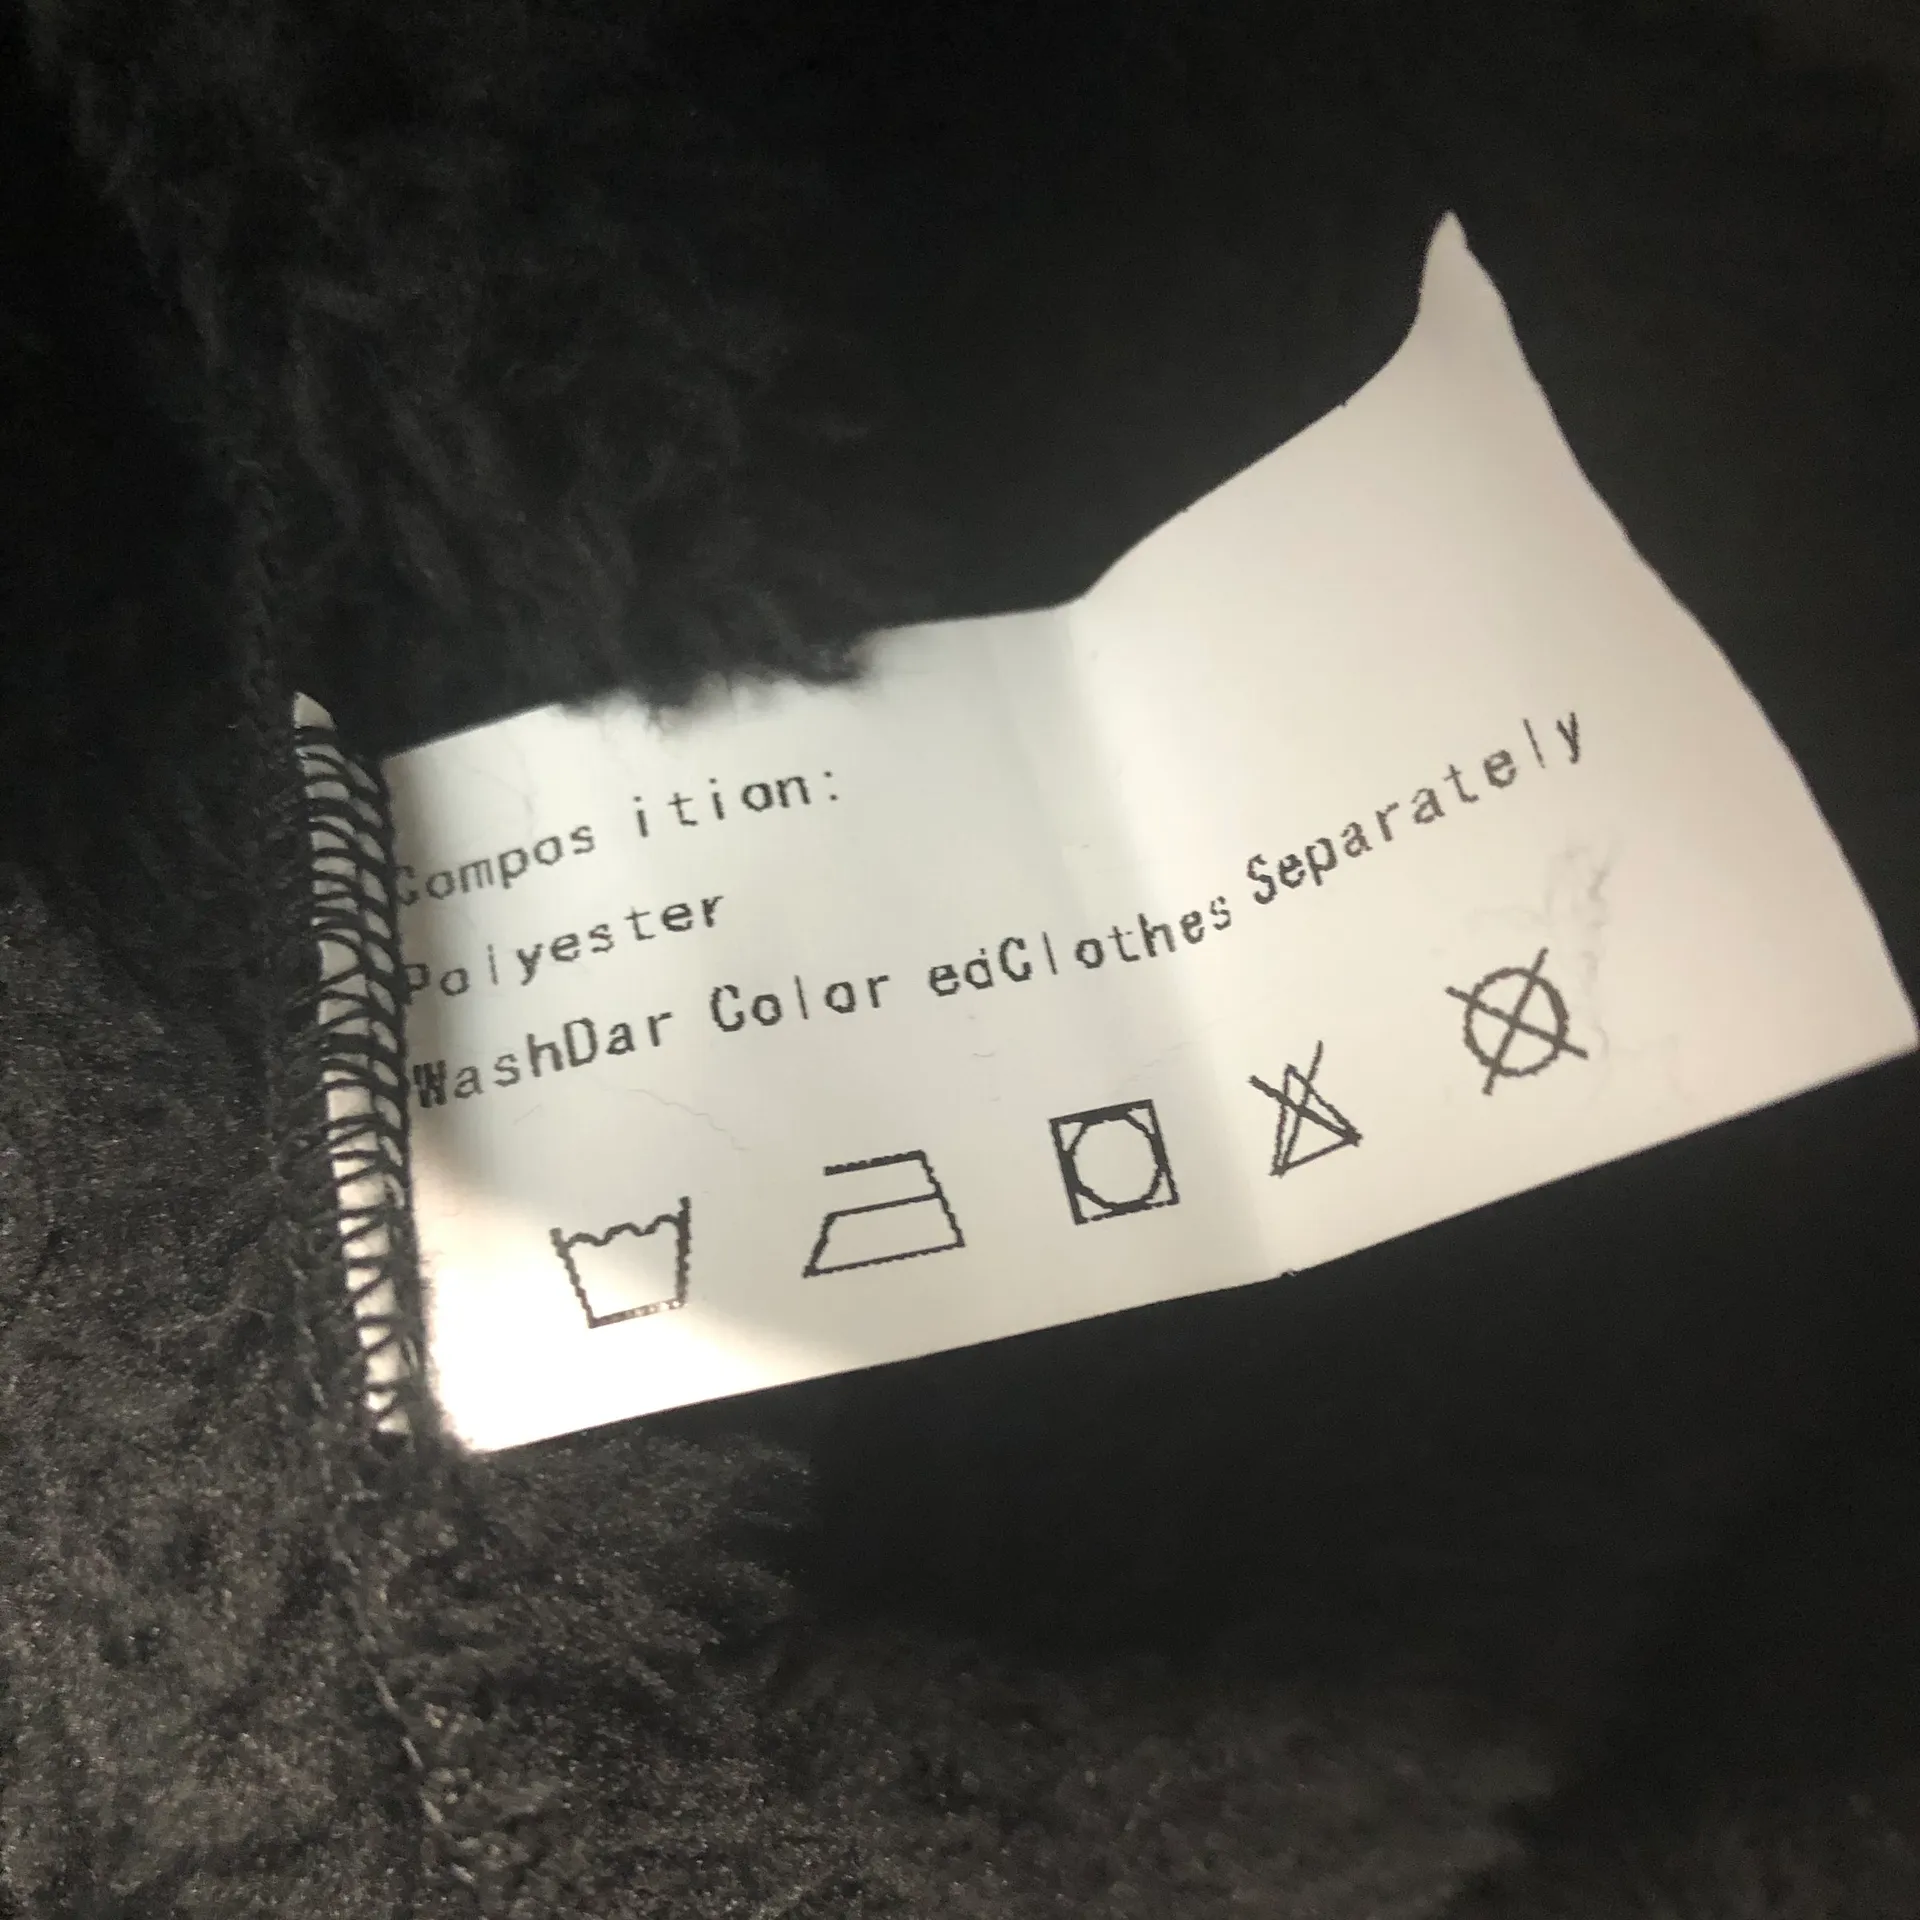 Compos ition:
Polyester
WashDar Color edClothes Separately